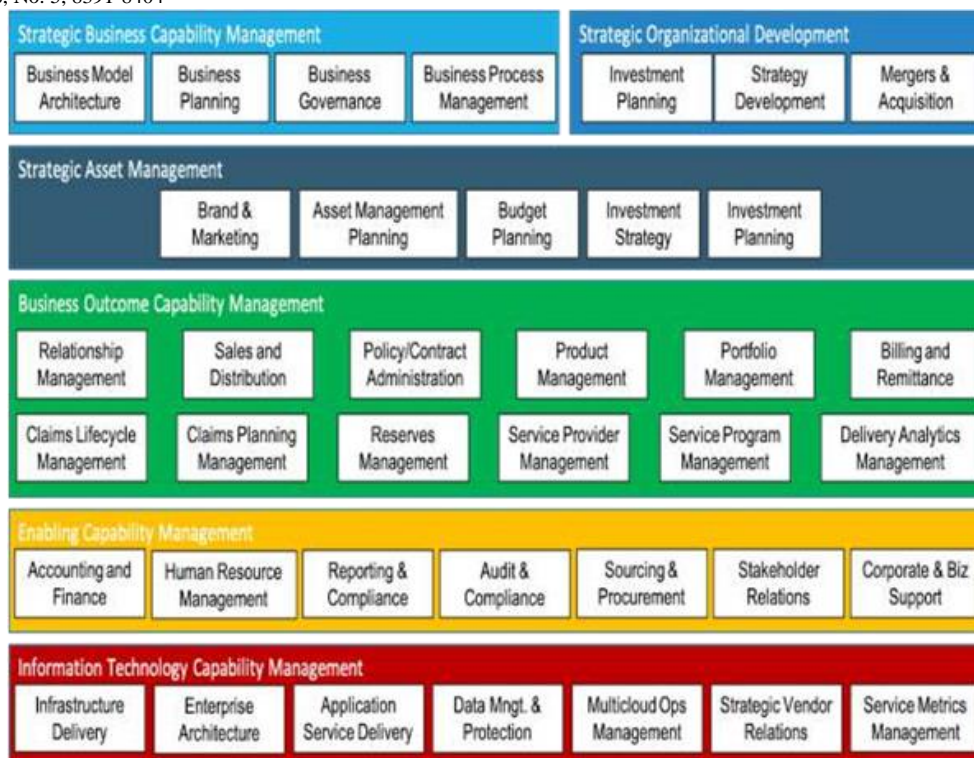 No. 3, 8391-8404
Strategic Business Capability Management
Strategic Organizational Development
Business Model
Architecture
Business
Planning
Business
Governance
Business Process
Management
Investment
Planning
Strategy
Development
Mergers &
Acquisition
Strategic Asset Management
Brand &
Marketing
Asset Management
Planning
Budget
Planning
Investment
Strategy
Investment
Planning
Business Outcome Capability Management
Relationship
Management
Sales and
Distribution
Policy/Contract
Administration
Product
Management
Portfolio
Management
Billing and
Remittance
Claims Lifecycle
Management
Claims Planning
Management
Reserves
Management
Service Provider
Management
Service Program
Management
Delivery Analytics
Management
Enabling Capability Management
Accounting and
Finance
Human Resource
Management
Reporting &
Compliance
Audit &
Compliance
Sourcing &
Procurement
Stakeholder
Relations
Corporate & Biz
Support
Information Technology Capability Management
Infrastructure
Delivery
Enterprise
Architecture
Application
Service Delivery
Data Mngt. &
Protection
Multicloud Ops
Management
Strategic Vendor
Relations
Service Metrics
Management